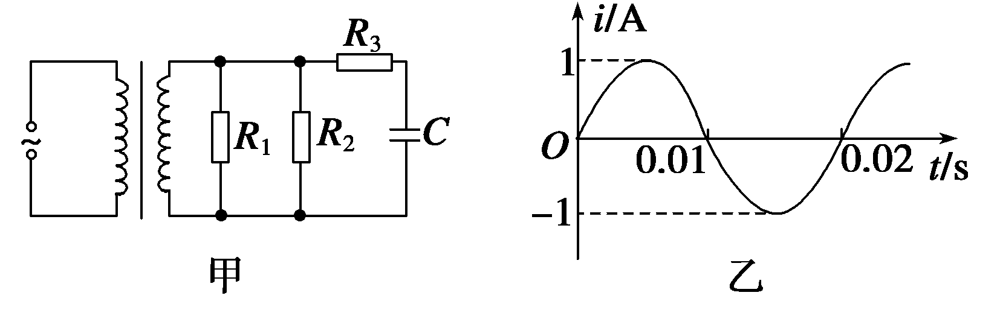 R₃
R₁
R₂
C
~
甲
i/A
1
O
0.01
0.02
t/s
−1
乙